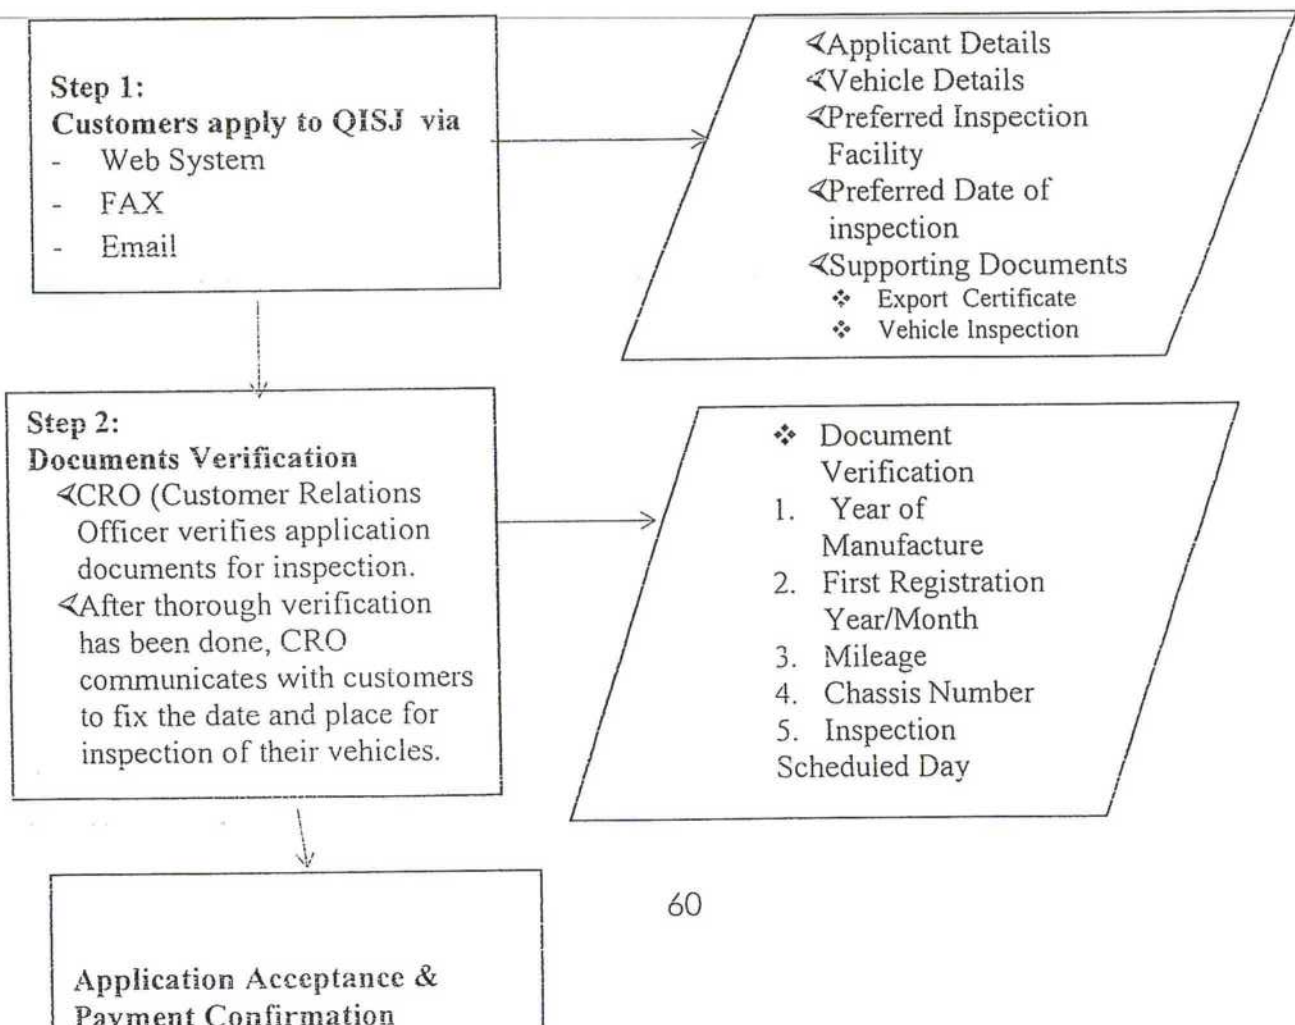 Step 1:
Customers apply to QISJ via
- Web System
- FAX
- Email
⮜Applicant Details
⮜Vehicle Details
⮜Preferred Inspection
Facility
⮜Preferred Date of
inspection
⮜Supporting Documents
❖ Export Certificate
❖ Vehicle Inspection
Step 2:
Documents Verification
⮜CRO (Customer Relations
Officer verifies application
documents for inspection.
⮜After thorough verification
has been done, CRO
communicates with customers
to fix the date and place for
inspection of their vehicles.
❖ Document
Verification
1. Year of
Manufacture
2. First Registration
Year/Month
3. Mileage
4. Chassis Number
5. Inspection
Scheduled Day
60
Application Acceptance &
Payment Confirmation